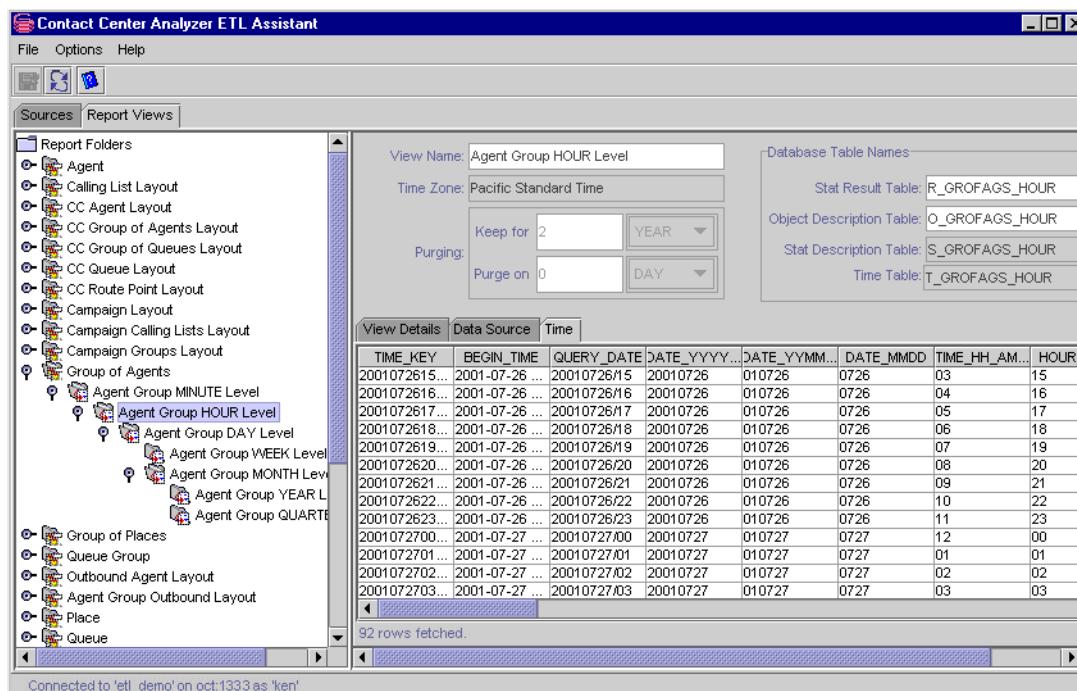 Contact Center Analyzer ETL Assistant
File Options Help
Sources Report Views
Report Folders
Agent
Calling List Layout
CC Agent Layout
CC Group of Agents Layout
CC Group of Queues Layout
CC Queue Layout
CC Route Point Layout
Campaign Layout
Campaign Calling Lists Layout
Campaign Groups Layout
Group of Agents
Agent Group MINUTE Level
Agent Group HOUR Level
Agent Group DAY Level
Agent Group WEEK Level
Agent Group MONTH Lev
Agent Group YEAR L
Agent Group QUARTE
Group of Places
Queue Group
Outbound Agent Layout
Agent Group Outbound Layout
Place
Queue
View Name: Agent Group HOUR Level
Time Zone: Pacific Standard Time
Purging:
Keep for 2 YEAR
Purge on 0 DAY
Database Table Names
Stat Result Table: R_GROFAGS_HOUR
Object Description Table: O_GROFAGS_HOUR
Stat Description Table: S_GROFAGS_HOUR
Time Table: T_GROFAGS_HOUR
View Details Data Source Time
TIME_KEY BEGIN_TIME QUERY_DATE DATE_YYYY... DATE_YYMM... DATE_MMDD TIME_HH_AM... HOUR
2001072615... 2001-07-26 ... 20010726/15 20010726 010726 0726 03 15
2001072616... 2001-07-26 ... 20010726/16 20010726 010726 0726 04 16
2001072617... 2001-07-26 ... 20010726/17 20010726 010726 0726 05 17
2001072618... 2001-07-26 ... 20010726/18 20010726 010726 0726 06 18
2001072619... 2001-07-26 ... 20010726/19 20010726 010726 0726 07 19
2001072620... 2001-07-26 ... 20010726/20 20010726 010726 0726 08 20
2001072621... 2001-07-26 ... 20010726/21 20010726 010726 0726 09 21
2001072622... 2001-07-26 ... 20010726/22 20010726 010726 0726 10 22
2001072623... 2001-07-26 ... 20010726/23 20010726 010726 0726 11 23
2001072700... 2001-07-27 ... 20010727/00 20010727 010727 0727 12 00
2001072701... 2001-07-27 ... 20010727/01 20010727 010727 0727 01 01
2001072702... 2001-07-27 ... 20010727/02 20010727 010727 0727 02 02
2001072703... 2001-07-27 ... 20010727/03 20010727 010727 0727 03 03
92 rows fetched.
Connected to 'etl_demo' on oct:1333 as 'ken'